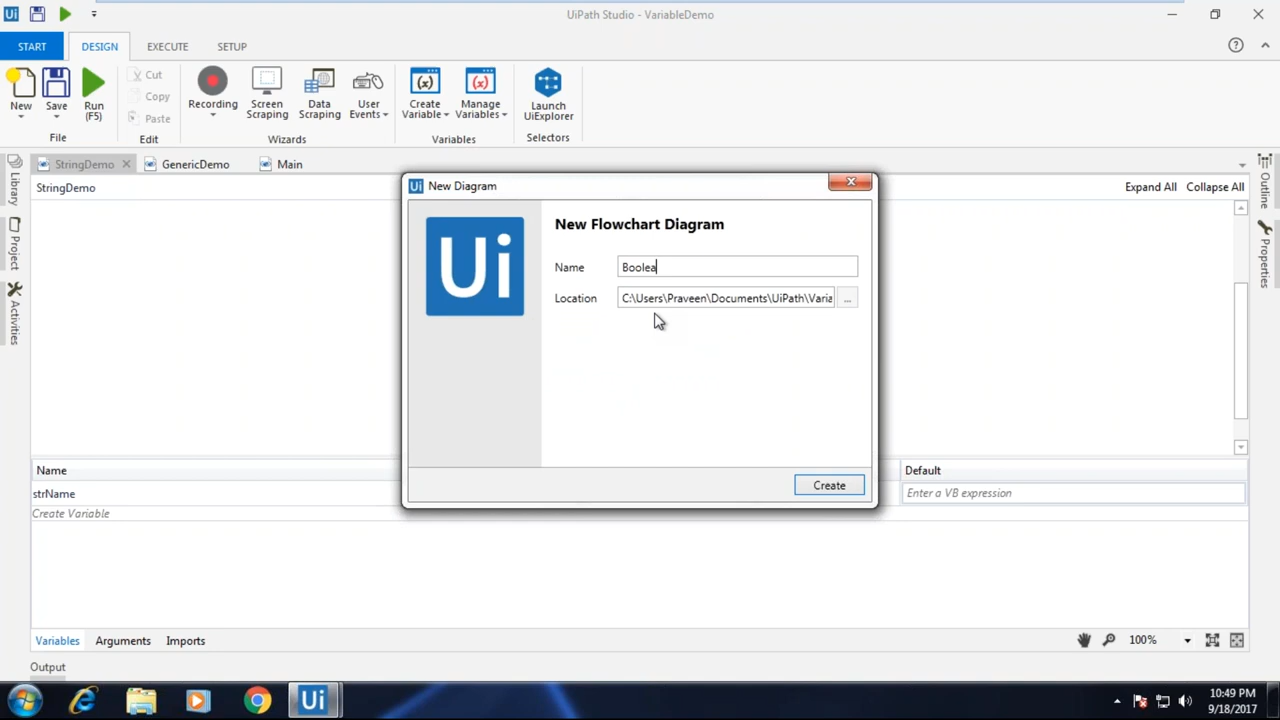 UiPath Studio - VariableDemo
START DESIGN EXECUTE SETUP
New Save Run (F5) Cut Copy Paste Recording Screen Scraping Data Scraping User Events Create Variable Manage Variables Launch UiExplorer
File Edit Wizards Variables Selectors
StringDemo GenericDemo Main
StringDemo Expand All Collapse All
Library
Project
Activities
Outline
Properties
Ui New Diagram
Ui
New Flowchart Diagram
Name Boolea
Location C:\Users\Praveen\Documents\UiPath\Varia ...
Create
Name Default
strName Enter a VB expression
Create Variable
Variables Arguments Imports 100%
Output
Ui 10:49 PM
9/18/2017